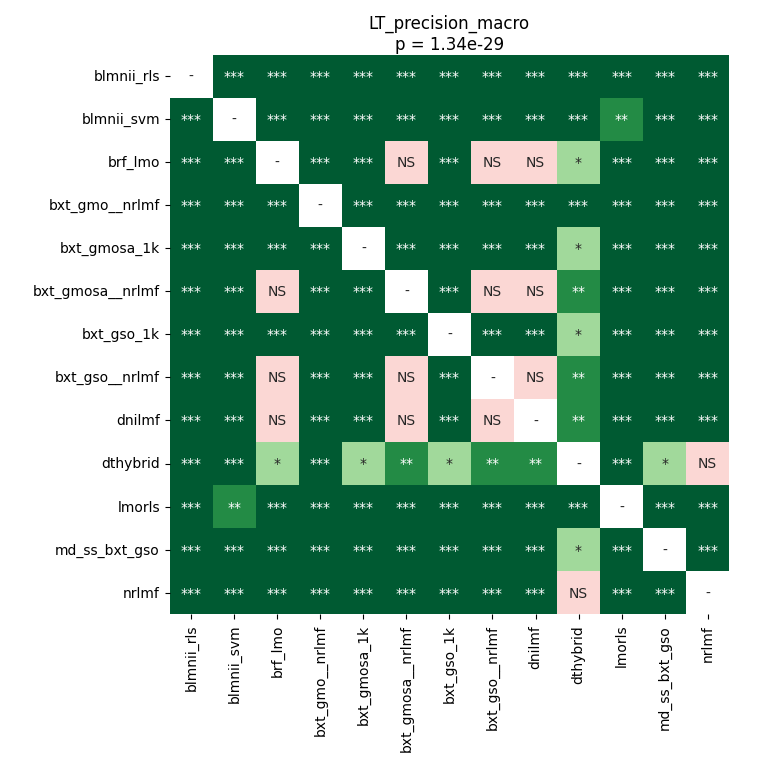 LT_precision_macro
p = 1.34e-29
blmnii_rls - *** *** *** *** *** *** *** *** *** *** *** ***
blmnii_svm *** - *** *** *** *** *** *** *** *** ** *** ***
brf_lmo *** *** - *** *** NS *** NS NS * *** *** ***
bxt_gmo__nrlmf *** *** *** - *** *** *** *** *** *** *** *** ***
bxt_gmosa_1k *** *** *** *** - *** *** *** *** * *** *** ***
bxt_gmosa__nrlmf *** *** NS *** *** - *** NS NS ** *** *** ***
bxt_gso_1k *** *** *** *** *** *** - *** *** * *** *** ***
bxt_gso__nrlmf *** *** NS *** *** NS *** - NS ** *** *** ***
dnilmf *** *** NS *** *** NS *** NS - ** *** *** ***
dthybrid *** *** * *** * ** * ** ** - *** * NS
lmorls *** ** *** *** *** *** *** *** *** *** - *** ***
md_ss_bxt_gso *** *** *** *** *** *** *** *** *** * *** - ***
nrlmf *** *** *** *** *** *** *** *** *** NS *** *** -
blmnii_rls
blmnii_svm
brf_lmo
bxt_gmo__nrlmf
bxt_gmosa_1k
bxt_gmosa__nrlmf
bxt_gso_1k
bxt_gso__nrlmf
dnilmf
dthybrid
lmorls
md_ss_bxt_gso
nrlmf